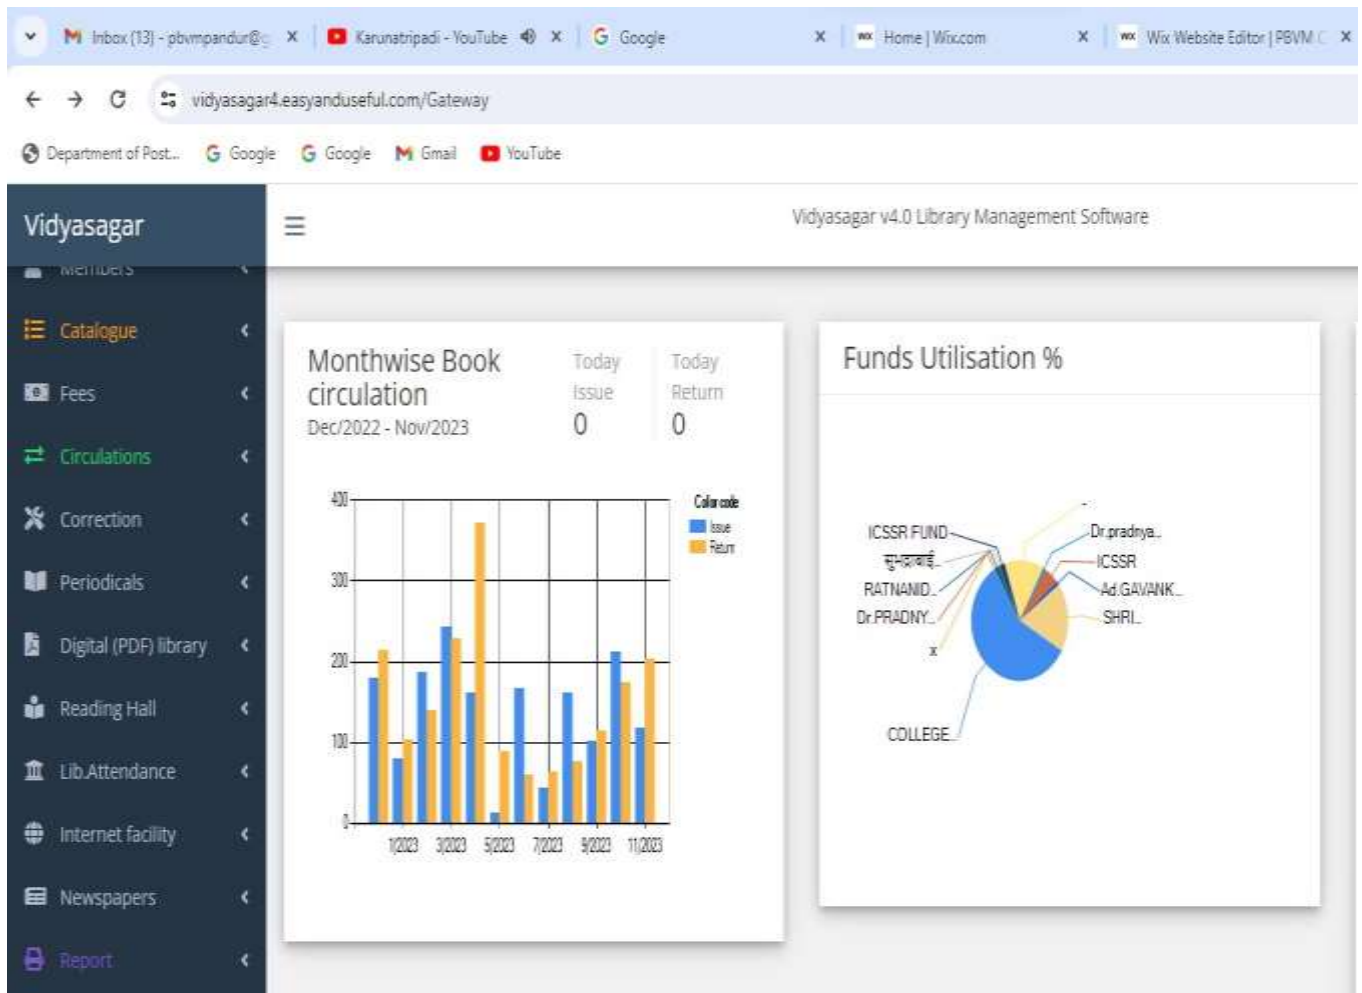 Inbox (13) - pbvmpandur@g
Karunatripadi - YouTube
Google
Home | Wix.com
Wix Website Editor | PBVM C
vidyasagar4.easyanduseful.com/Gateway
Department of Post...
Google
Google
Gmail
YouTube
Vidyasagar
Vidyasagar v4.0 Library Management Software
Members
Catalogue
Fees
Circulations
Correction
Periodicals
Digital (PDF) library
Reading Hall
Lib.Attendance
Internet facility
Newspapers
Report
Monthwise Book
circulation
Dec/2022 - Nov/2023
Today
Issue
0
Today
Return
0
400
300
200
100
0
1/2023 3/2023 5/2023 7/2023 9/2023 11/2023
Color code
Issue
Return
Funds Utilisation %
-
ICSSR FUND
सुभद्राबाई..
RATNANID..
Dr.PRADNY..
x
COLLEGE..
Dr.pradnya..
ICSSR
Ad.GAVANK..
SHRI..